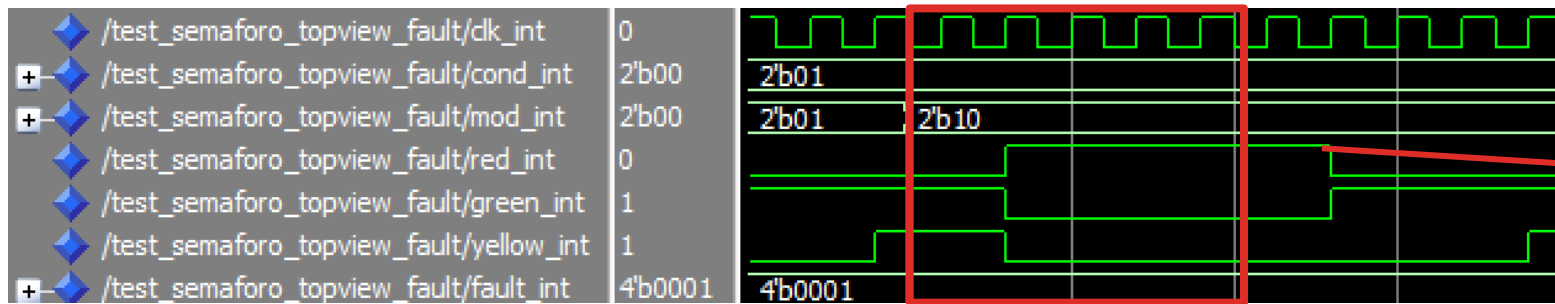 /test_semaforo_topview_fault/clk_int 0
/test_semaforo_topview_fault/cond_int 2'b00 2'b01
/test_semaforo_topview_fault/mod_int 2'b00 2'b01 2'b10
/test_semaforo_topview_fault/red_int 0
/test_semaforo_topview_fault/green_int 1
/test_semaforo_topview_fault/yellow_int 1
/test_semaforo_topview_fault/fault_int 4'b0001 4'b0001